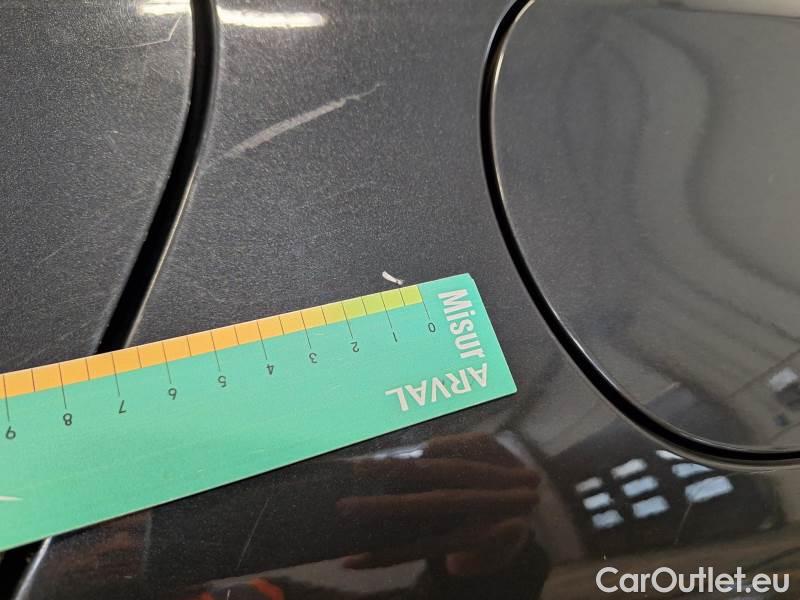 Misur
ARVAL
0 1 2 3 4 5 6 7 8 9
CarOutlet.eu